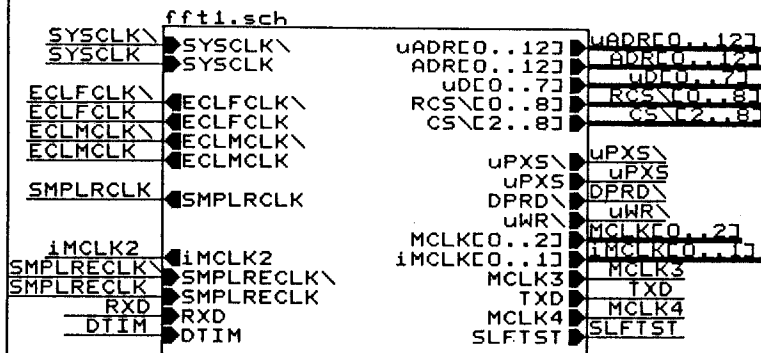 fft1.sch
SYSCLK\ SYSCLK\ uADR[0..12] uADR[0..12]
SYSCLK SYSCLK ADR[0..12] ADR[0..12]
uD[0..7] uD[0..7]
ECLFCLK\ ECLFCLK\ RCS\[0..8] RCS\[0..8]
ECLFCLK ECLFCLK CS\[2..8] CS\[2..8
ECLMCLK\ ECLMCLK\
ECLMCLK ECLMCLK uPXS\ uPXS\
uPXS uPXS
SMPLRCLK SMPLRCLK DPRD\ DPRD\
uWR\ uWR\
MCLK[0..2] MCLK[0..2]
iMCLK2 iMCLK2 iMCLK[0..1] iMCLK[0..1]
SMPLRECLK\ SMPLRECLK\ MCLK3 MCLK3
SMPLRECLK SMPLRECLK TXD TXD
RXD RXD MCLK4 MCLK4
DTIM DTIM SLFTST SLFTST